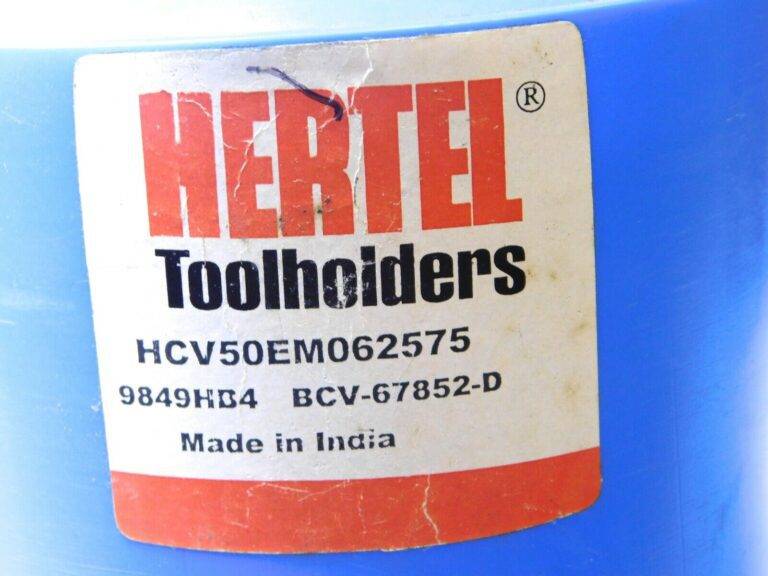 HERTEL ®
Toolholders
HCV50EM062575
9849HB4 BCV-67852-D
Made in India